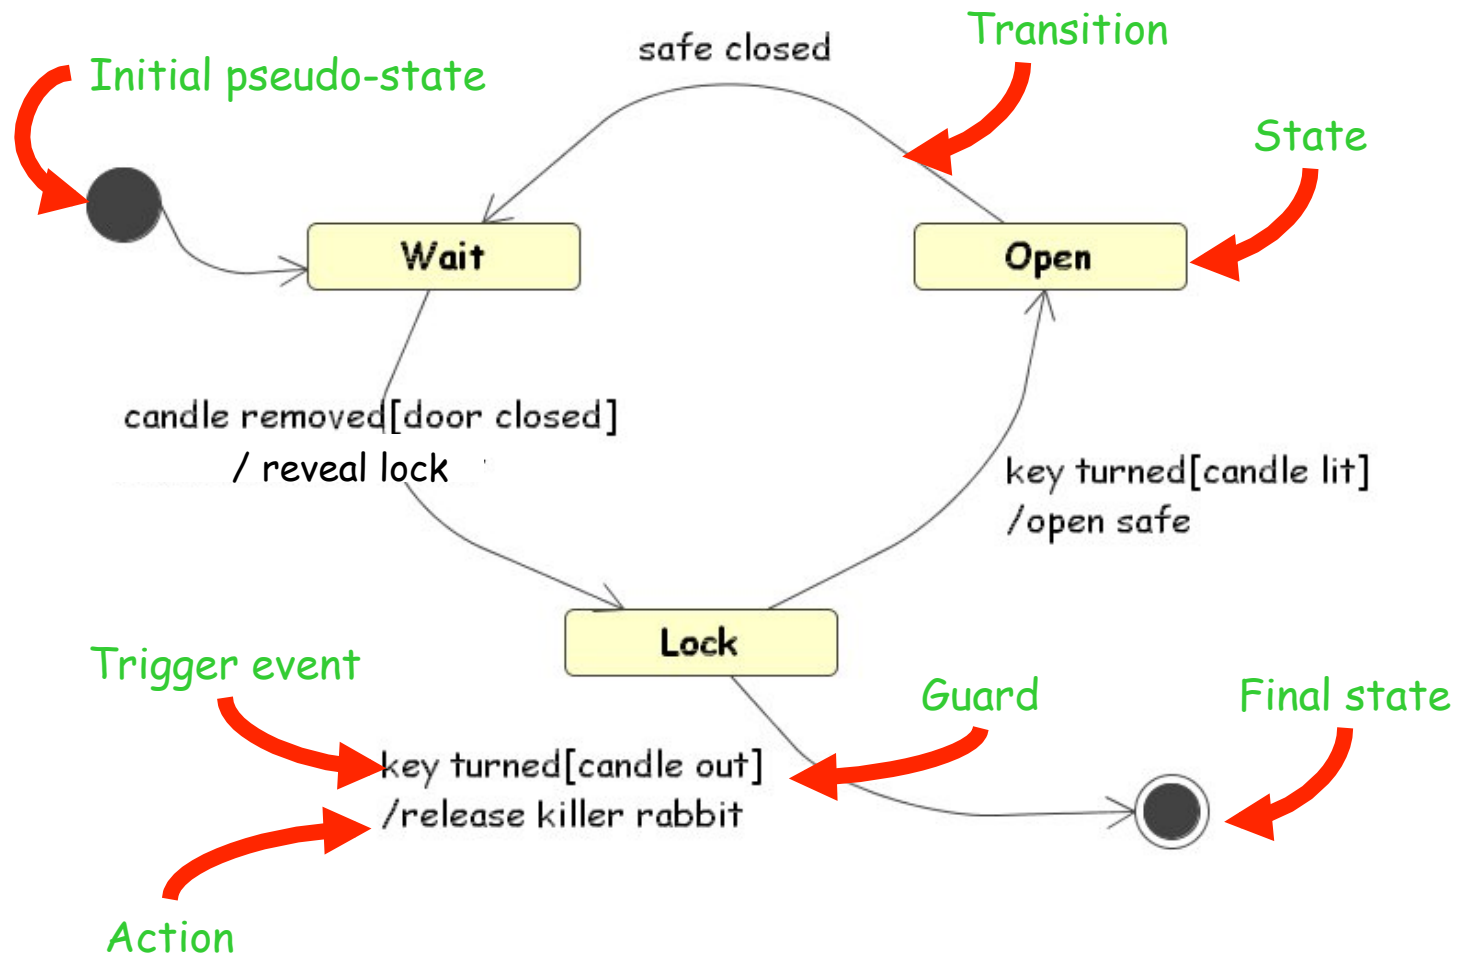 Transition
safe closed
Initial pseudo-state
State
Wait
Open
candle removed[door closed]
/ reveal lock
key turned[candle lit]
/open safe
Lock
Trigger event
Guard
Final state
key turned[candle out]
/release killer rabbit
Action